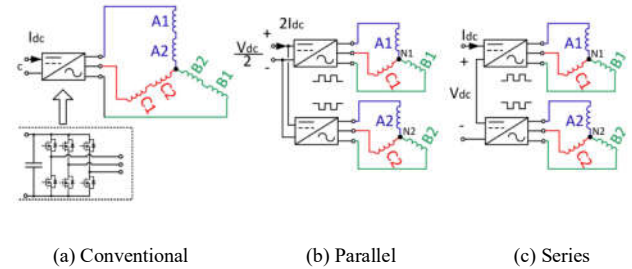 Idc
c
A1
A2
B2
B1
C1
C2
Vdc
2
+
-
2Idc
A1
N1
B1
C1
A2
N2
B2
C2
Idc
+
Vdc
-
A1
N1
B1
C1
A2
N2
B2
C2
(a) Conventional
(b) Parallel
(c) Series